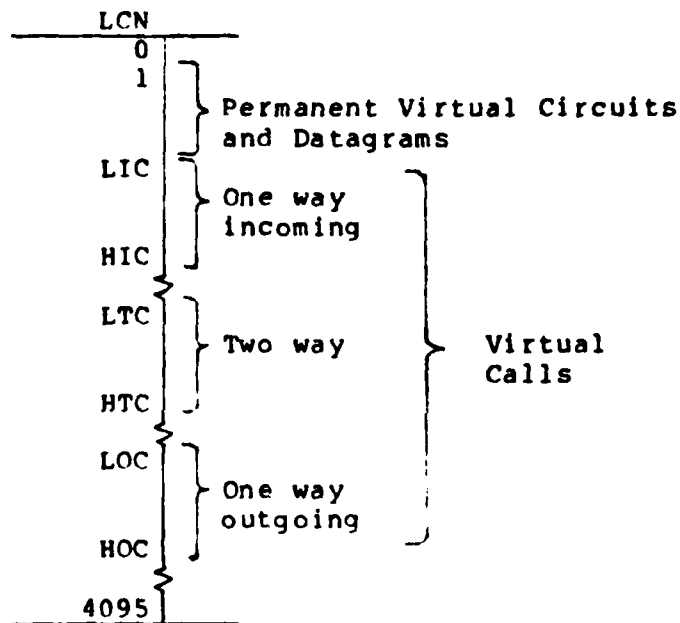 LCN
0
1
Permanent Virtual Circuits
and Datagrams
LIC
One way
incoming
HIC
LTC
Two way
Virtual
Calls
HTC
LOC
One way
outgoing
HOC
4095